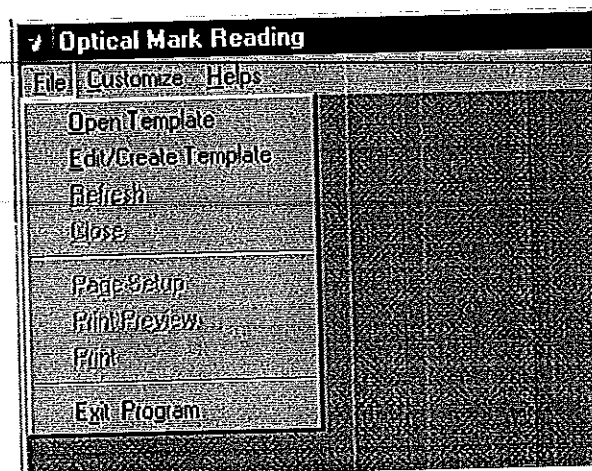 Optical Mark Reading
File Customize Helps
Open Template
Edit/Create Template
Refresh
Close
Page Setup
Print Preview
Print
Exit Program